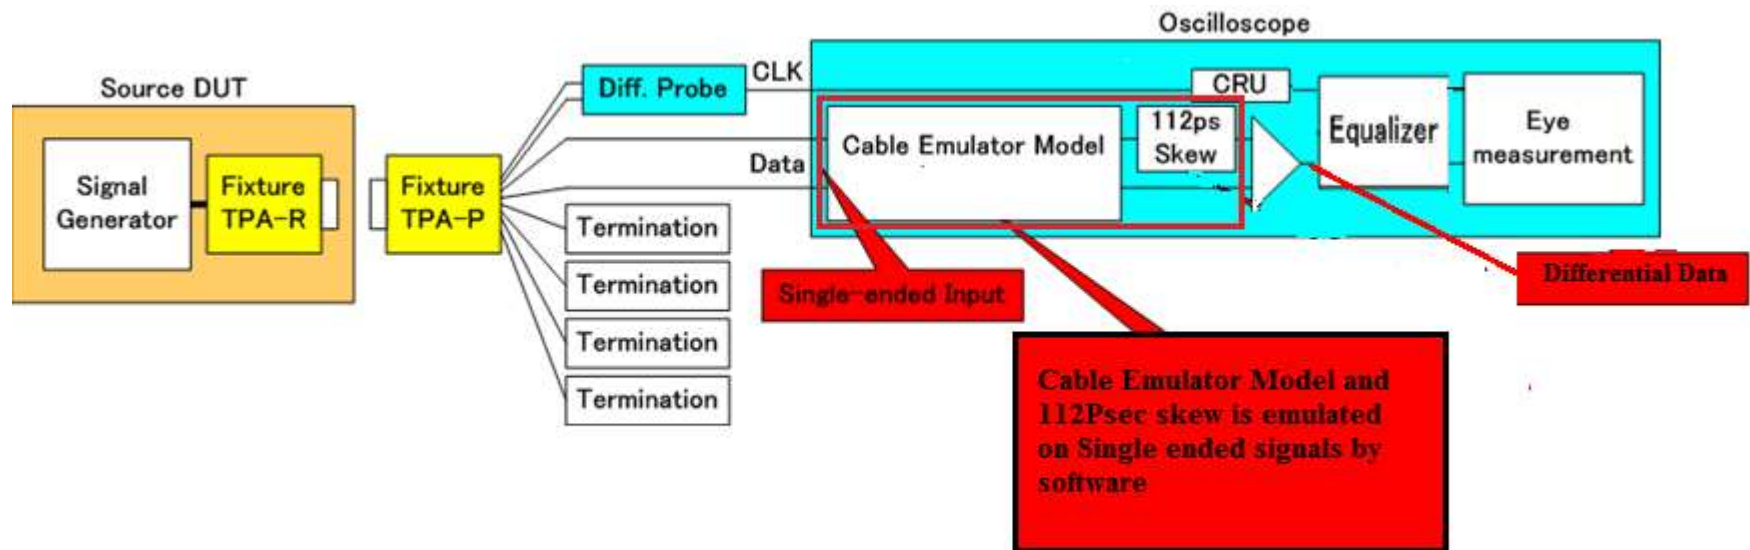 Oscilloscope
Source DUT
Signal
Generator
Fixture
TPA-R
Fixture
TPA-P
Diff. Probe
CLK
Data
Termination
Termination
Termination
Termination
Cable Emulator Model
112ps
Skew
CRU
Equalizer
Eye
measurement
Single-ended Input
Differential Data
Cable Emulator Model and
112Psec skew is emulated
on Single ended signals by
software